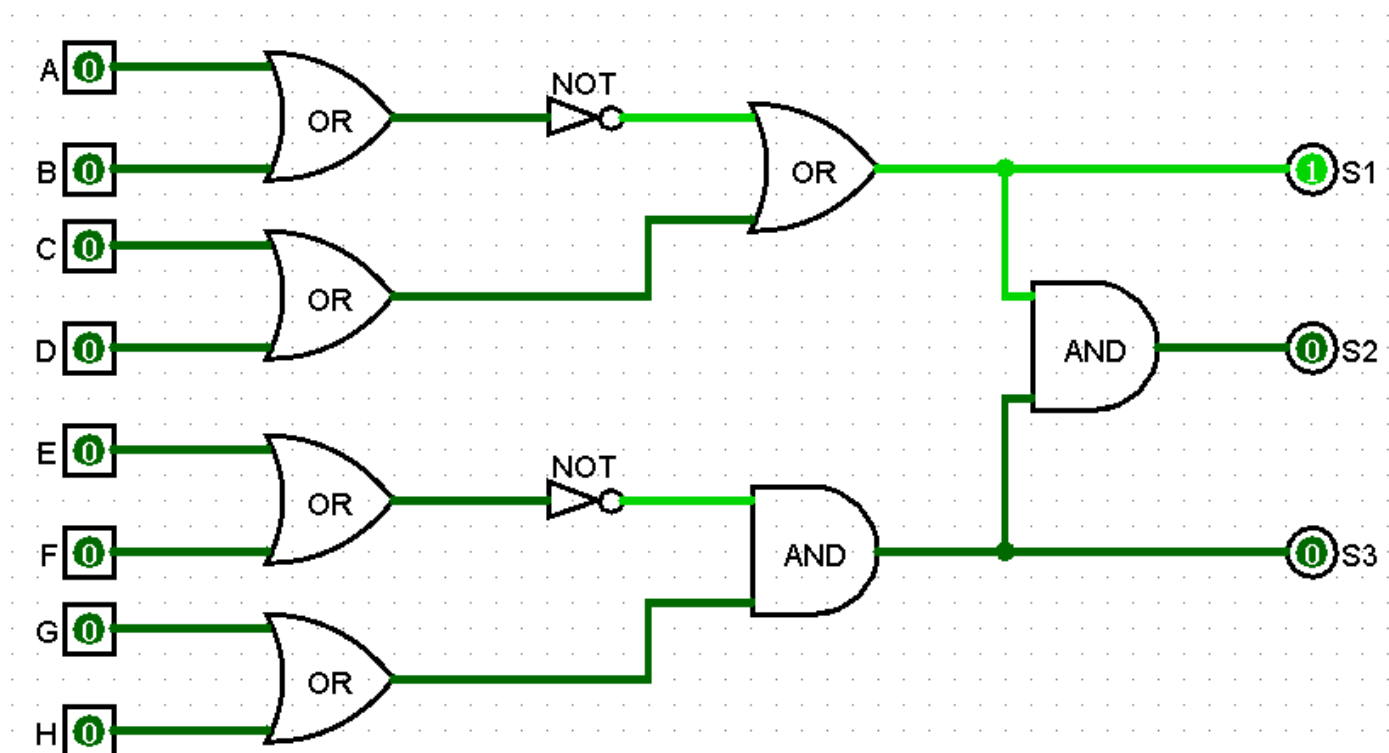 A 0
OR
NOT
B 0
OR
1 S1
C 0
OR
D 0
AND
0 S2
E 0
OR
NOT
F 0
AND
0 S3
G 0
OR
H 0